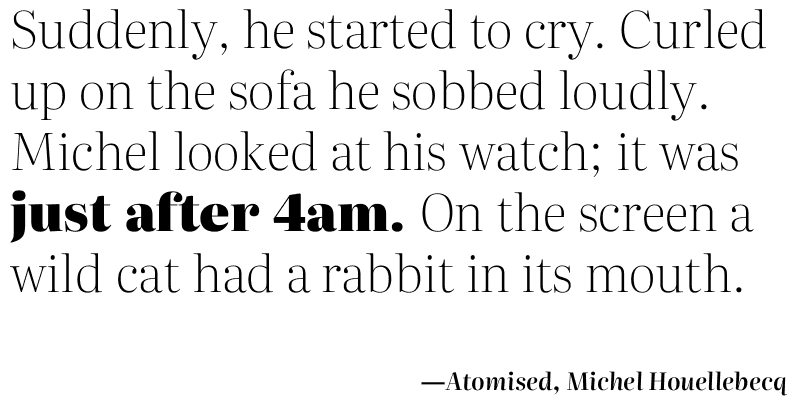 Suddenly, he started to cry. Curled
up on the sofa he sobbed loudly.
Michel looked at his watch; it was
just after 4am. On the screen a
wild cat had a rabbit in its mouth.
—Atomised, Michel Houellebecq